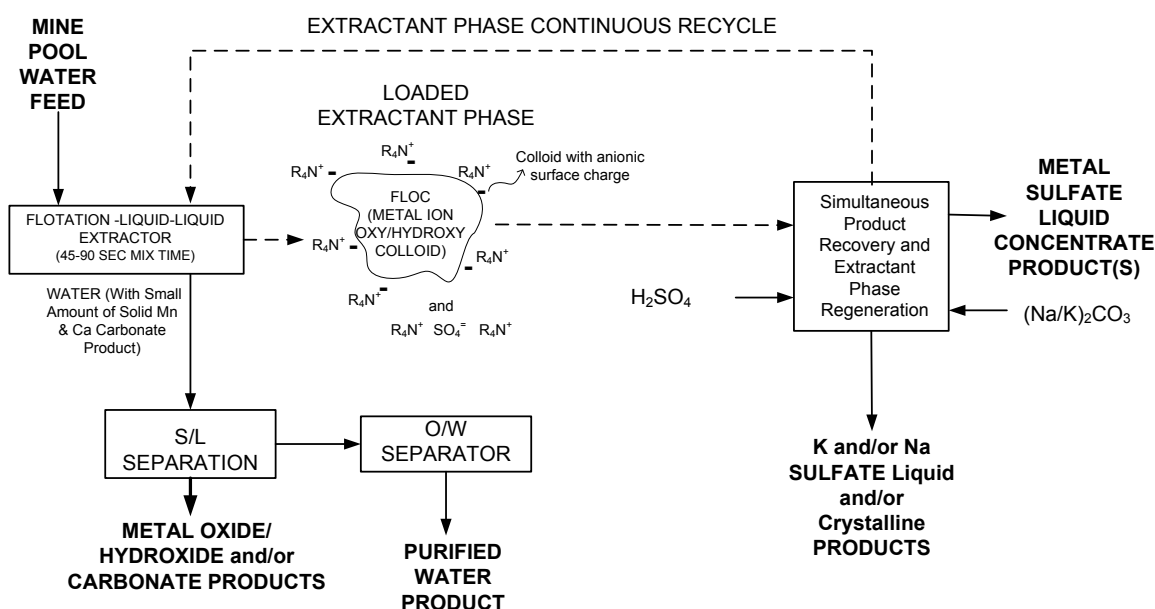 MINE
POOL
WATER
FEED
EXTRACTANT PHASE CONTINUOUS RECYCLE
LOADED
EXTRACTANT PHASE
R₄N⁺
R₄N⁺
R₄N⁺
R₄N⁺
R₄N⁺
R₄N⁺
R₄N⁺
R₄N⁺
Colloid with anionic
surface charge
FLOC
(METAL ION
OXY/HYDROXY
COLLOID)
and
R₄N⁺ SO₄⁼ R₄N⁺
FLOTATION -LIQUID-LIQUID
EXTRACTOR
(45-90 SEC MIX TIME)
WATER (With Small
Amount of Solid Mn
& Ca Carbonate
Product)
S/L
SEPARATION
O/W
SEPARATOR
METAL OXIDE/
HYDROXIDE and/or
CARBONATE PRODUCTS
PURIFIED
WATER
PRODUCT
H₂SO₄
Simultaneous
Product
Recovery and
Extractant
Phase
Regeneration
METAL
SULFATE
LIQUID
CONCENTRATE
PRODUCT(S)
(Na/K)₂CO₃
K and/or Na
SULFATE Liquid
and/or
Crystalline
PRODUCTS